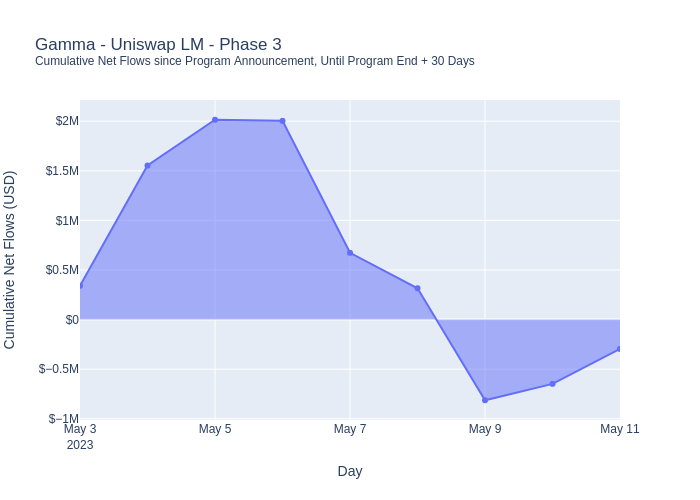 Gamma - Uniswap LM - Phase 3
Cumulative Net Flows since Program Announcement, Until Program End + 30 Days
Cumulative Net Flows (USD)
$2M
$1.5M
$1M
$0.5M
$0
$−0.5M
$−1M
May 3
2023
May 5
May 7
May 9
May 11
Day